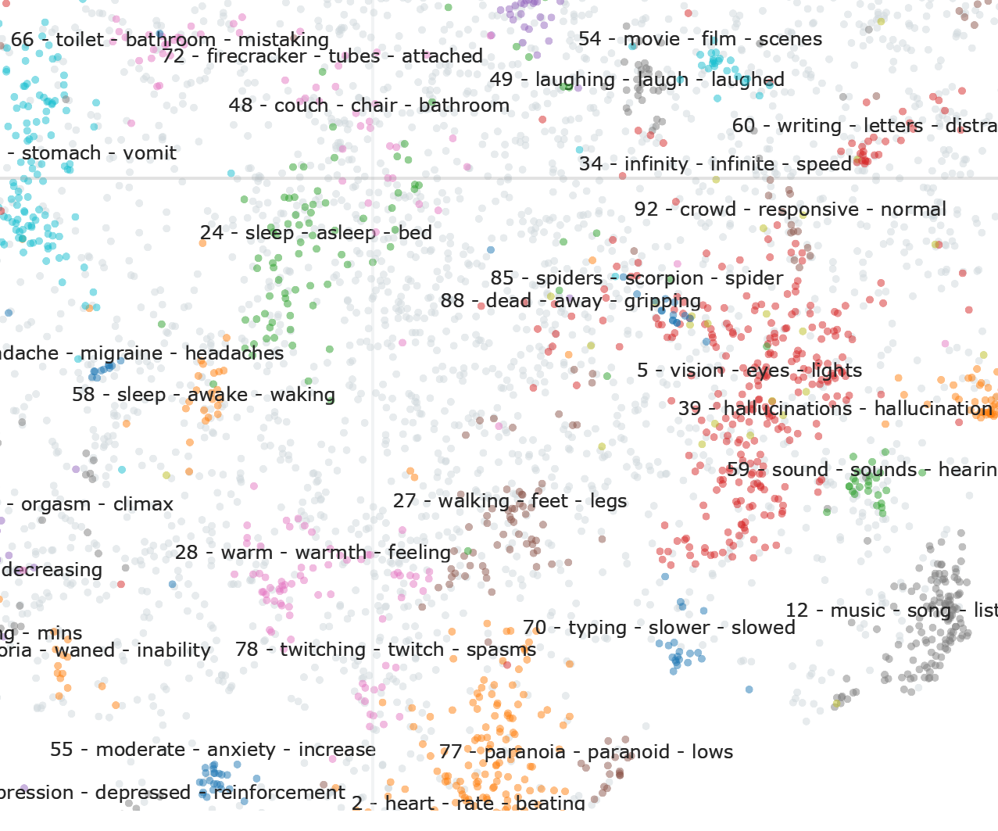 66 - toilet - bathroom - mistaking
54 - movie - film - scenes
72 - firecracker - tubes - attached
49 - laughing - laugh - laughed
48 - couch - chair - bathroom
60 - writing - letters - distra
- stomach - vomit
34 - infinity - infinite - speed
92 - crowd - responsive - normal
24 - sleep - asleep - bed
85 - spiders - scorpion - spider
88 - dead - away - gripping
dache - migraine - headaches
5 - vision - eyes - lights
58 - sleep - awake - waking
39 - hallucinations - hallucination
59 - sound - sounds - hearin
- orgasm - climax
27 - walking - feet - legs
28 - warm - warmth - feeling
decreasing
12 - music - song - list
70 - typing - slower - slowed
ng - mins
oria - waned - inability
78 - twitching - twitch - spasms
55 - moderate - anxiety - increase
77 - paranoia - paranoid - lows
pression - depressed - reinforcement
2 - heart - rate - beating